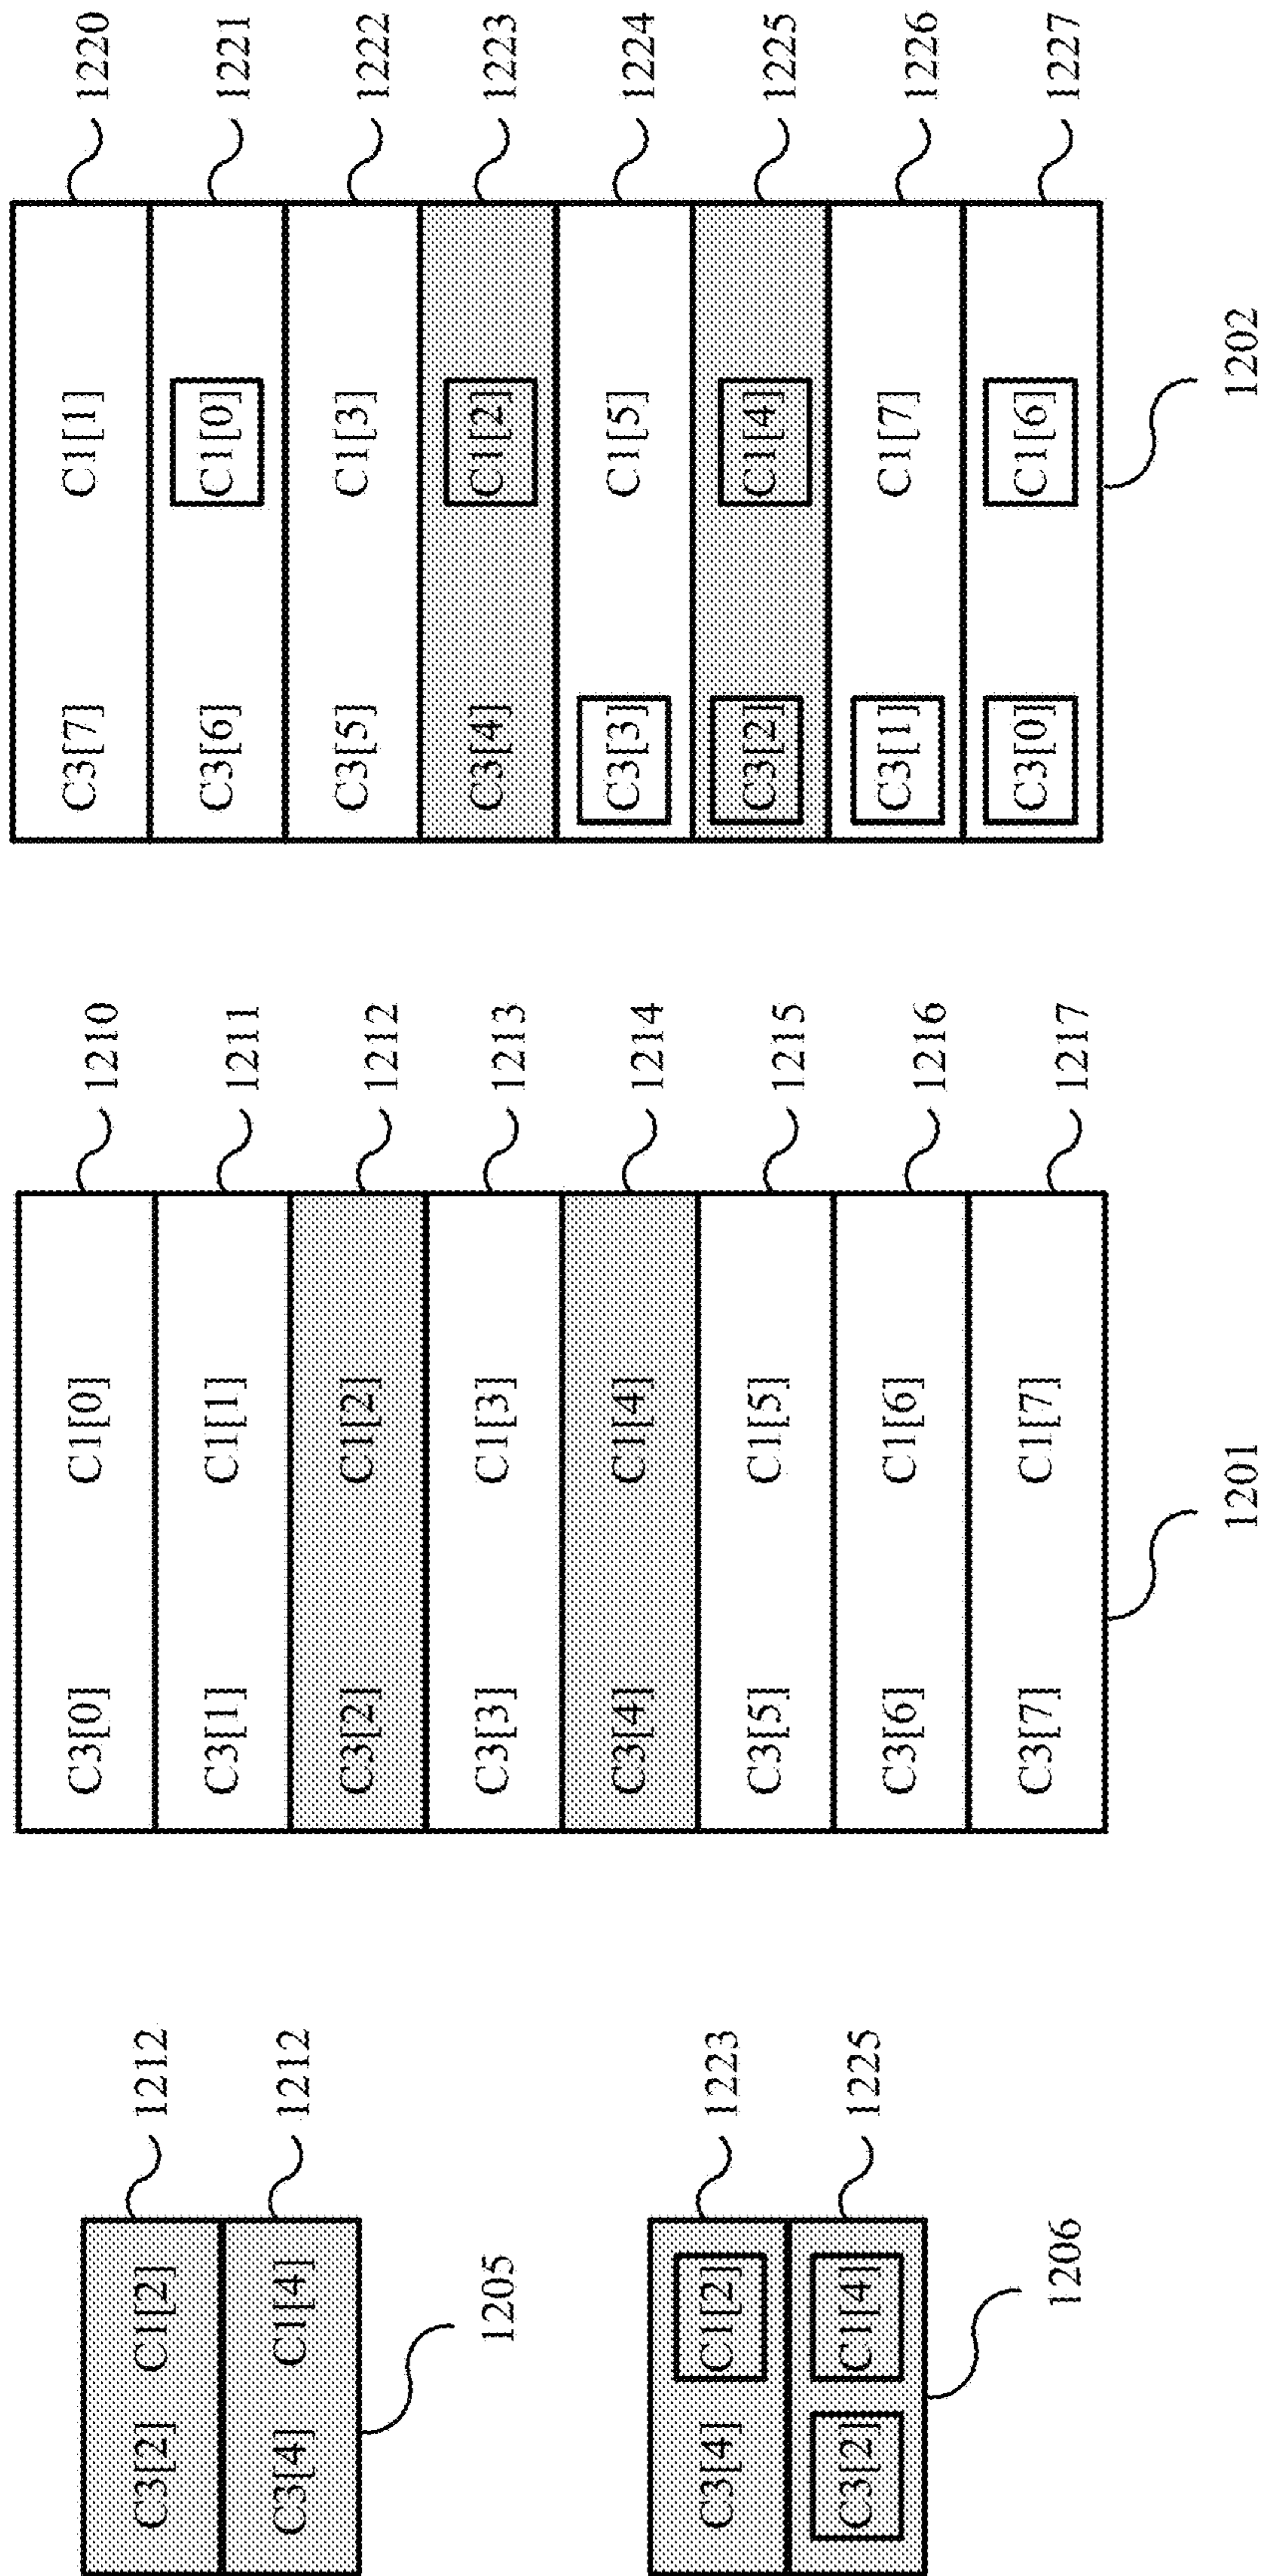 C3[2] C1[2] 1212
C3[4] C1[4] 1212
1205
C3[4] C1[2] 1223
C3[2] C1[4] 1225
1206
C3[0] C1[0] 1210
C3[1] C1[1] 1211
C3[2] C1[2] 1212
C3[3] C1[3] 1213
C3[4] C1[4] 1214
C3[5] C1[5] 1215
C3[6] C1[6] 1216
C3[7] C1[7] 1217
1201
C3[7] C1[1] 1220
C3[6] C1[0] 1221
C3[5] C1[3] 1222
C3[4] C1[2] 1223
C3[3] C1[5] 1224
C3[2] C1[4] 1225
C3[1] C1[7] 1226
C3[0] C1[6] 1227
1202